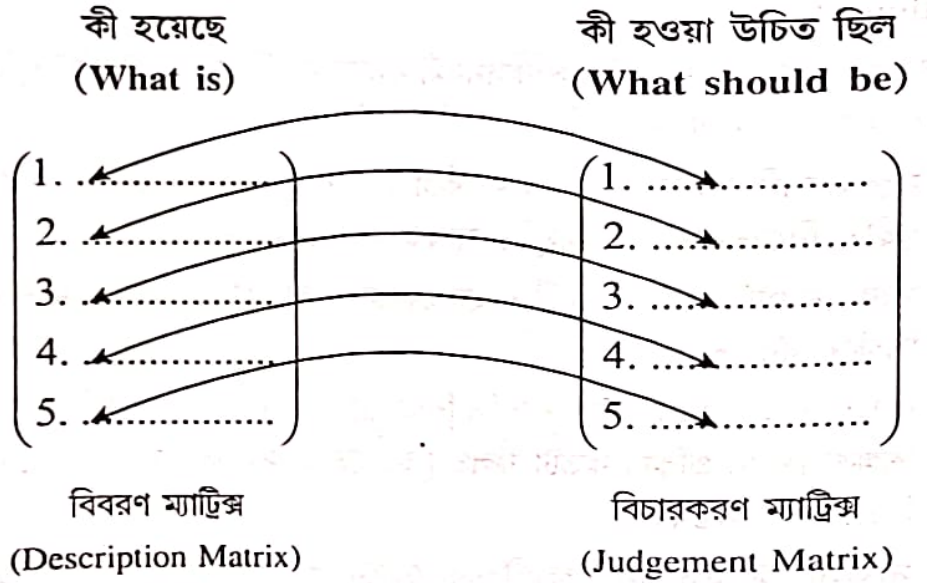 কী হয়েছে
(What is)
কী হওয়া উচিত ছিল
(What should be)
1. ....................
2. ....................
3. ....................
4. ....................
5. ....................
1. ....................
2. ....................
3. ....................
4. ....................
5. ....................
বিবরণ ম্যাট্রিক্স
(Description Matrix)
বিচারকরণ ম্যাট্রিক্স
(Judgement Matrix)